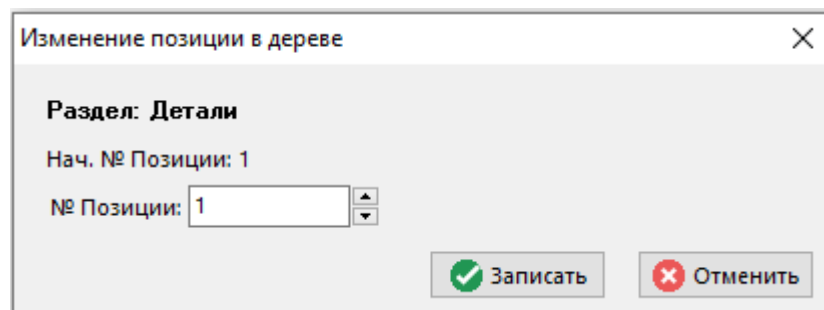 Изменение позиции в дереве
Раздел: Детали
Нач. № Позиции: 1
№ Позиции: 1
Записать Отменить